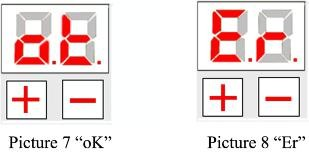 o.t.
+ −
Picture 7 “oK”
E.r.
+ −
Picture 8 “Er”